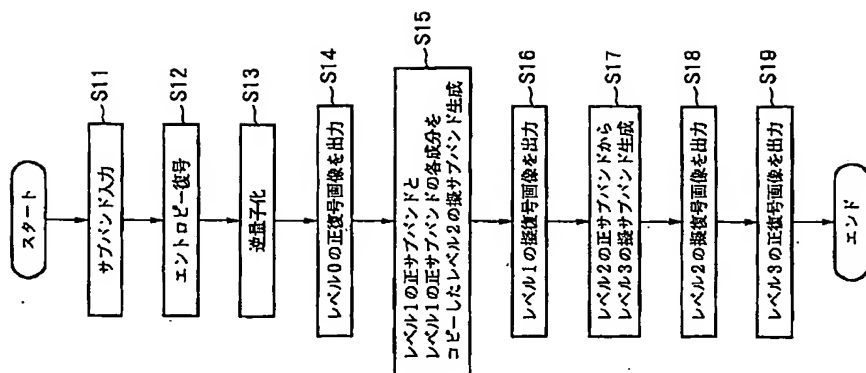 スタート
サブバンド入力
S11
エントロピー復号
S12
逆量子化
S13
レベル0の正復号画像を出力
S14
レベル1の正サブバンドと
レベル1の正サブバンドの各成分を
コピーしたレベル2の擬サブバンド生成
S15
レベル1の擬復号画像を出力
S16
レベル2の正サブバンドから
レベル3の擬サブバンド生成
S17
レベル2の擬復号画像を出力
S18
レベル3の正復号画像を出力
S19
エンド